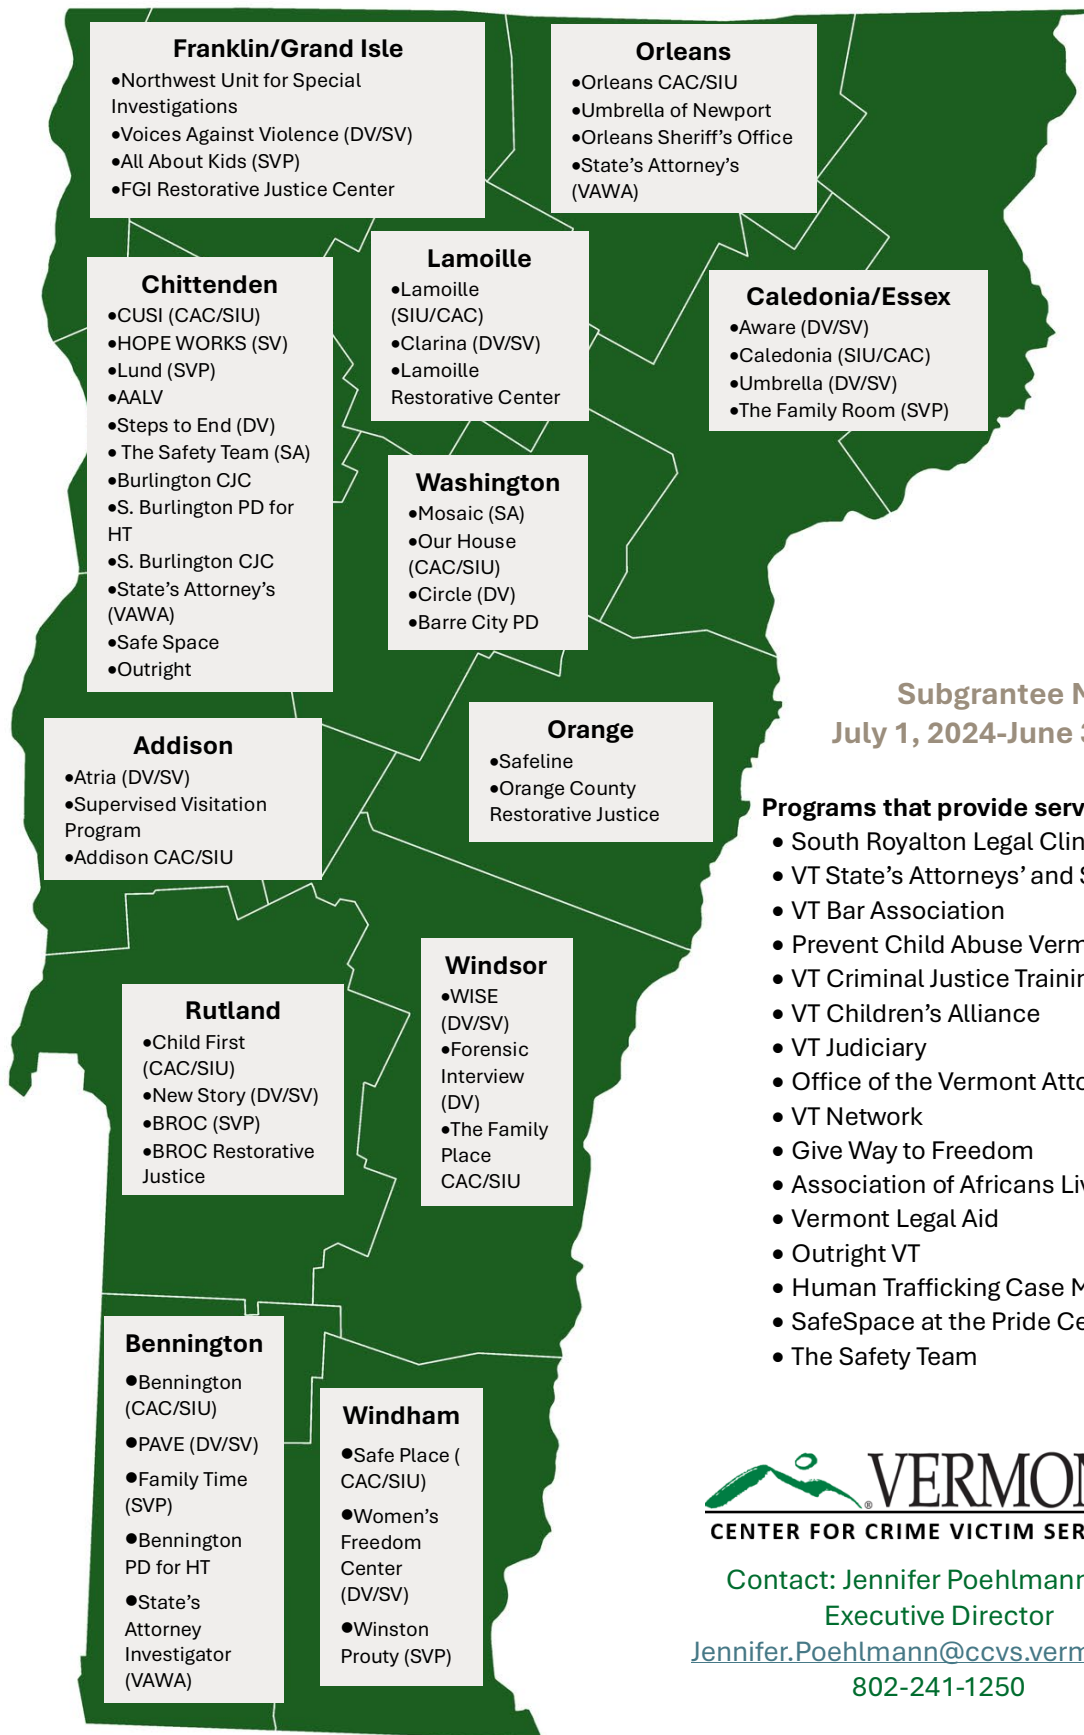 Franklin/Grand Isle
•Northwest Unit for Special
Investigations
•Voices Against Violence (DV/SV)
•All About Kids (SVP)
•FGI Restorative Justice Center
Orleans
•Orleans CAC/SIU
•Umbrella of Newport
•Orleans Sheriff’s Office
•State’s Attorney’s
(VAWA)
Chittenden
•CUSI (CAC/SIU)
•HOPE WORKS (SV)
•Lund (SVP)
•AALV
•Steps to End (DV)
• The Safety Team (SA)
•Burlington CJC
•S. Burlington PD for
HT
•S. Burlington CJC
•State’s Attorney’s
(VAWA)
•Safe Space
•Outright
Lamoille
•Lamoille
(SIU/CAC)
•Clarina (DV/SV)
•Lamoille
Restorative Center
Caledonia/Essex
•Aware (DV/SV)
•Caledonia (SIU/CAC)
•Umbrella (DV/SV)
•The Family Room (SVP)
Washington
•Mosaic (SA)
•Our House
(CAC/SIU)
•Circle (DV)
•Barre City PD
Addison
•Atria (DV/SV)
•Supervised Visitation
Program
•Addison CAC/SIU
Orange
•Safeline
•Orange County
Restorative Justice
Rutland
•Child First
(CAC/SIU)
•New Story (DV/SV)
•BROC (SVP)
•BROC Restorative
Justice
Windsor
•WISE
(DV/SV)
•Forensic
Interview
(DV)
•The Family
Place
CAC/SIU
Bennington
•Bennington
(CAC/SIU)
•PAVE (DV/SV)
•Family Time
(SVP)
•Bennington
PD for HT
•State’s
Attorney
Investigator
(VAWA)
Windham
•Safe Place (
CAC/SIU)
•Women’s
Freedom
Center
(DV/SV)
•Winston
Prouty (SVP)
Subgrantee
July 1, 2024-June
Programs that provide
• South Royalton Legal
• VT State’s Attorneys’ and
• VT Bar Association
• Prevent Child Abuse
• VT Criminal Justice
• VT Children’s Alliance
• VT Judiciary
• Office of the Vermont
• VT Network
• Give Way to Freedom
• Association of Africans
• Vermont Legal Aid
• Outright VT
• Human Trafficking Case
• SafeSpace at the Pride
• The Safety Team
®
VERMON
CENTER FOR CRIME VICTIM SER
Contact: Jennifer Poehlmann
Executive Director
Jennifer.Poehlmann@ccvs.verm
802-241-1250